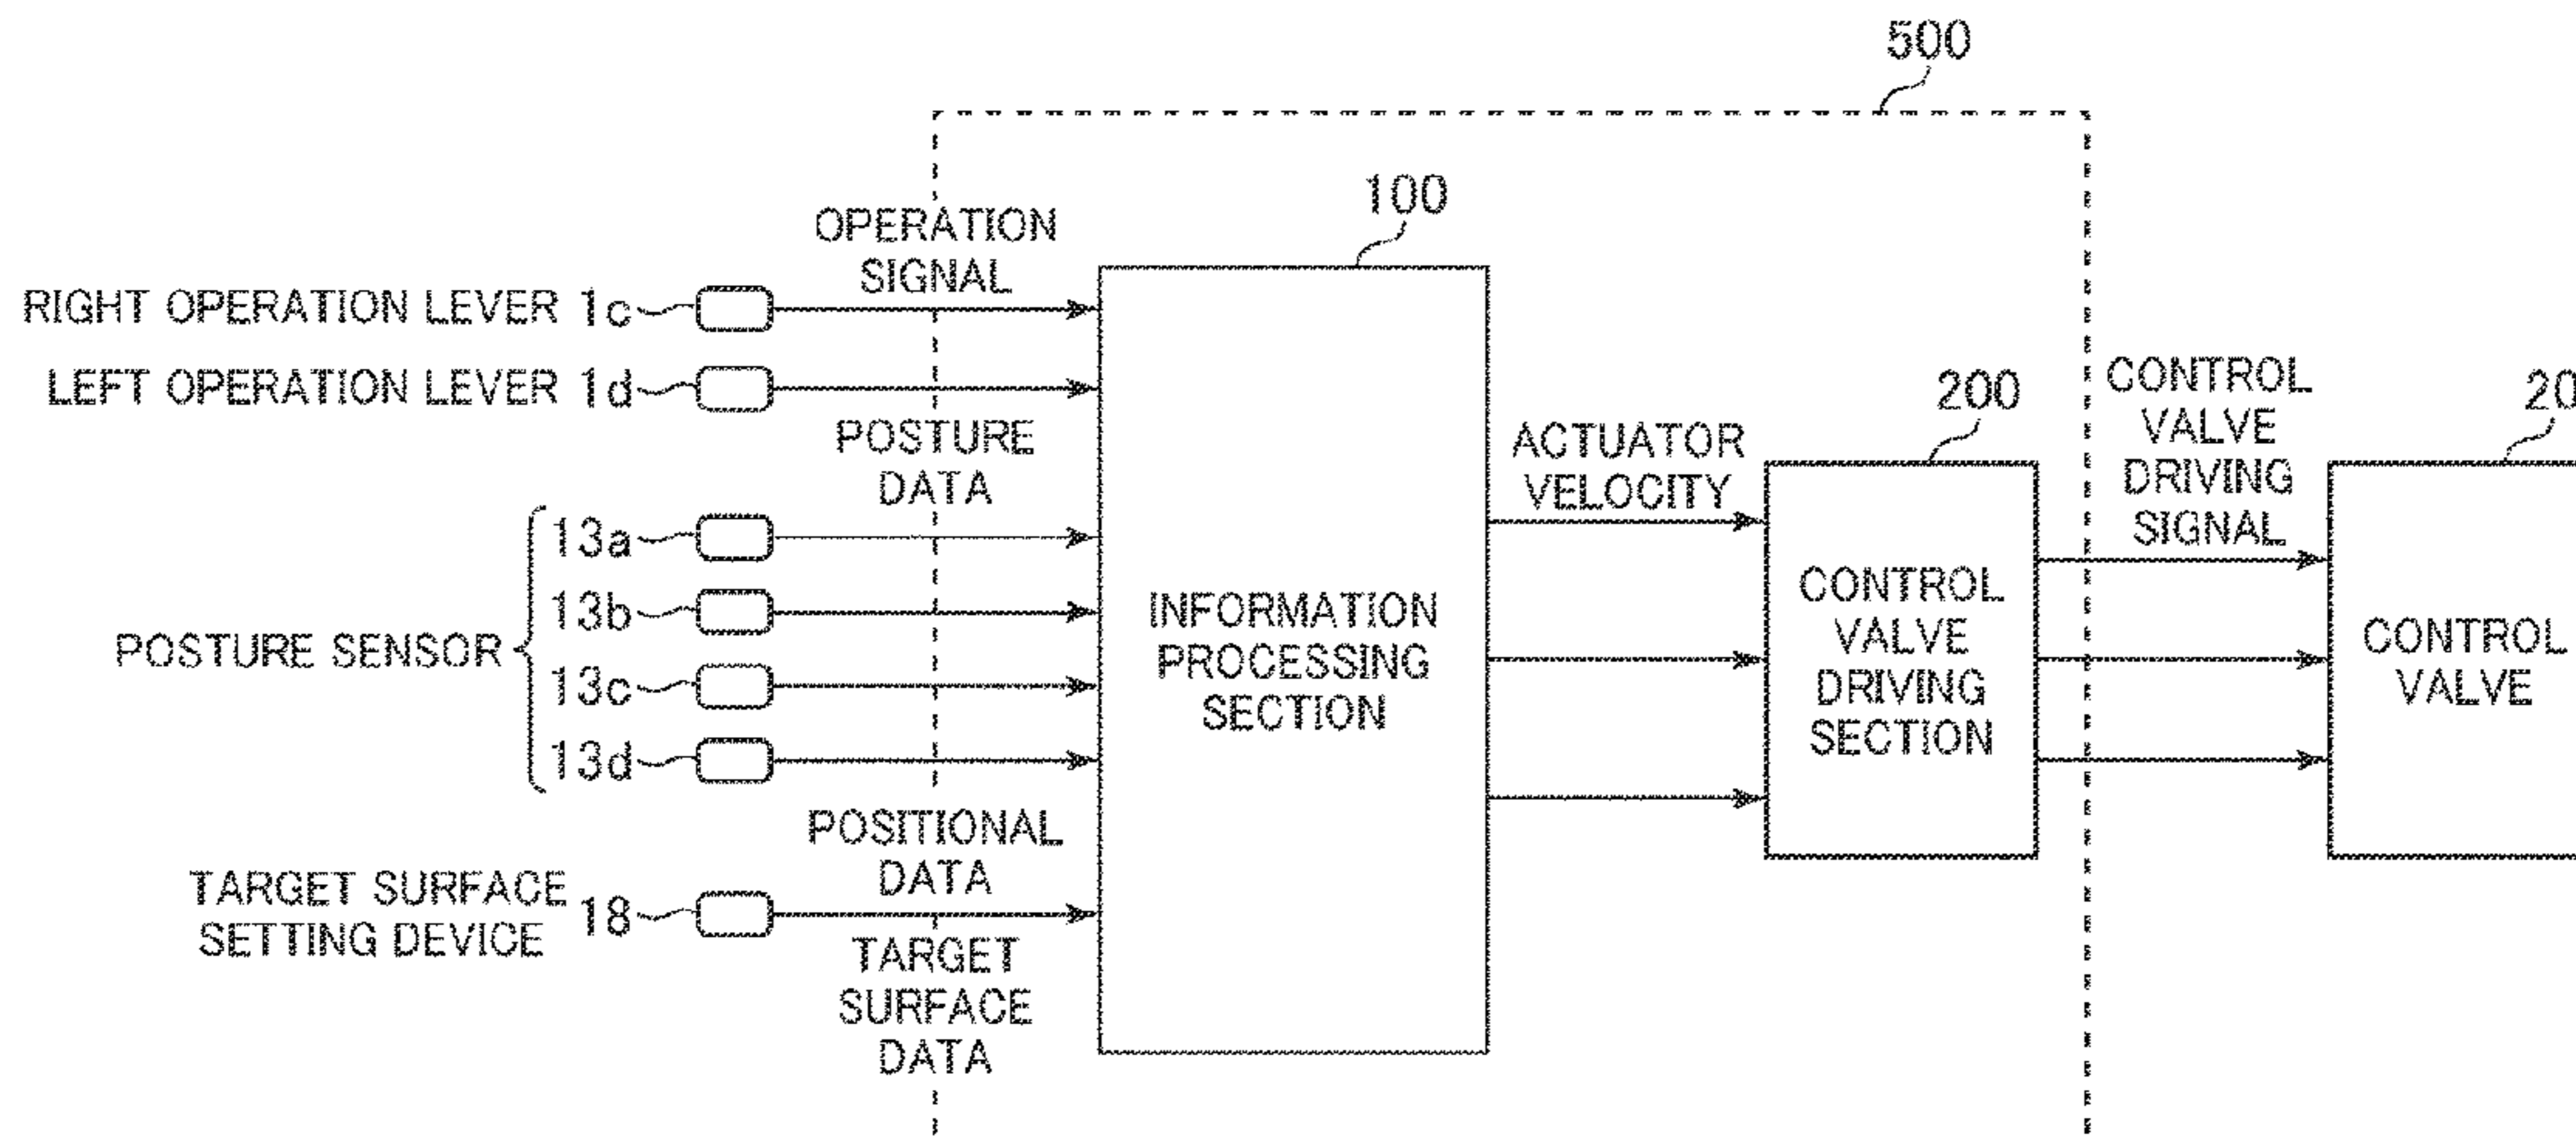 500
100
OPERATION
SIGNAL
RIGHT OPERATION LEVER 1c
LEFT OPERATION LEVER 1d
POSTURE
DATA
POSTURE SENSOR
13a
13b
13c
13d
POSITIONAL
DATA
TARGET SURFACE
SETTING DEVICE
18
TARGET
SURFACE
DATA
INFORMATION
PROCESSING
SECTION
ACTUATOR
VELOCITY
200
CONTROL
VALVE
DRIVING
SECTION
CONTROL
VALVE
DRIVING
SIGNAL
20
CONTROL
VALVE